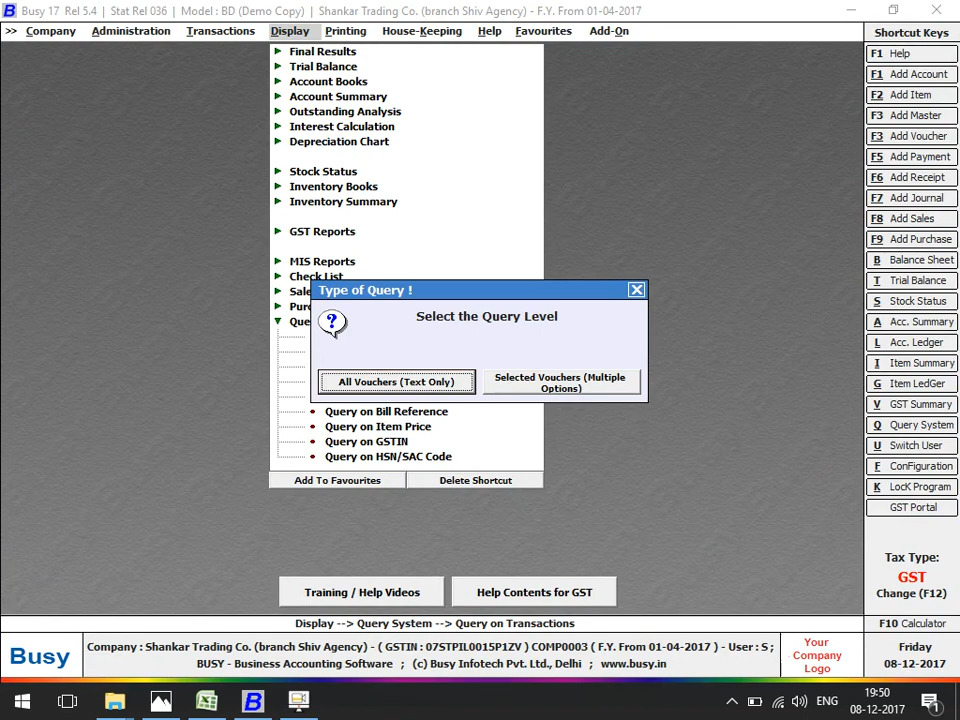 Busy 17 Rel 5.4 | Stat Rel 036 | Model : BD (Demo Copy) | Shankar Trading Co. (branch Shiv Agency) - F.Y. From 01-04-2017
>> Company Administration Transactions Display Printing House-Keeping Help Favourites Add-On
Shortcut Keys
F1 Help
F1 Add Account
F2 Add Item
F3 Add Master
F3 Add Voucher
F5 Add Payment
F6 Add Receipt
F7 Add Journal
F8 Add Sales
F9 Add Purchase
B Balance Sheet
T Trial Balance
S Stock Status
A Acc. Summary
L Acc. Ledger
I Item Summary
G Item LedGer
V GST Summary
Q Query System
U Switch User
F ConFiguration
K LocK Program
GST Portal
Tax Type:
GST
Change (F12)
F10 Calculator
Final Results
Trial Balance
Account Books
Account Summary
Outstanding Analysis
Interest Calculation
Depreciation Chart
Stock Status
Inventory Books
Inventory Summary
GST Reports
MIS Reports
Check List
Sale
Pur
Que
Type of Query !
?
Select the Query Level
All Vouchers (Text Only)
Selected Vouchers (Multiple
Options)
Query on Bill Reference
Query on Item Price
Query on GSTIN
Query on HSN/SAC Code
Add To Favourites
Delete Shortcut
Training / Help Videos
Help Contents for GST
Display --> Query System --> Query on Transactions
Busy
Company : Shankar Trading Co. (branch Shiv Agency) - ( GSTIN : 07STPIL0015P1ZV ) COMP0003 ( F.Y. From 01-04-2017 ) - User : S ;
BUSY - Business Accounting Software ; (c) Busy Infotech Pvt. Ltd., Delhi ; www.busy.in
Your
Company
Logo
Friday
08-12-2017
B
ENG
19:50
08-12-2017
1